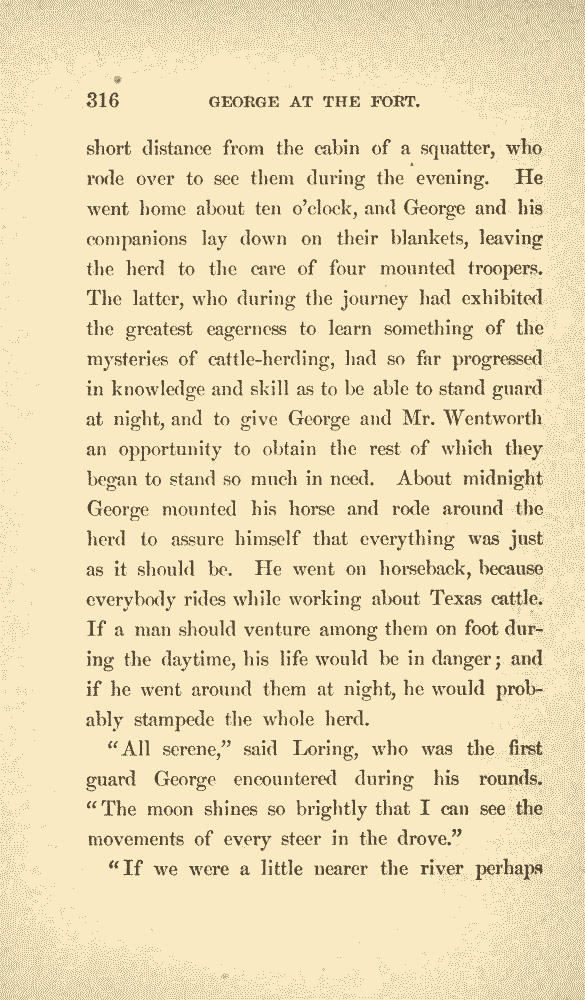 316 GEORGE AT THE FORT.
short distance from the cabin of a squatter, who
rode over to see them during the evening. He
went home about ten o'clock, and George and his
companions lay down on their blankets, leaving
the herd to the care of four mounted troopers.
The latter, who during the journey had exhibited
the greatest eagerness to learn something of the
mysteries of cattle-herding, had so far progressed
in knowledge and skill as to be able to stand guard
at night, and to give George and Mr. Wentworth
an opportunity to obtain the rest of which they
began to stand so much in need. About midnight
George mounted his horse and rode around the
herd to assure himself that everything was just
as it should be. He went on horseback, because
everybody rides while working about Texas cattle.
If a man should venture among them on foot dur-
ing the daytime, his life would be in danger; and
if he went around them at night, he would prob-
ably stampede the whole herd.
"All serene," said Loring, who was the first
guard George encountered during his rounds.
"The moon shines so brightly that I can see the
movements of every steer in the drove."
"If we were a little nearer the river perhaps